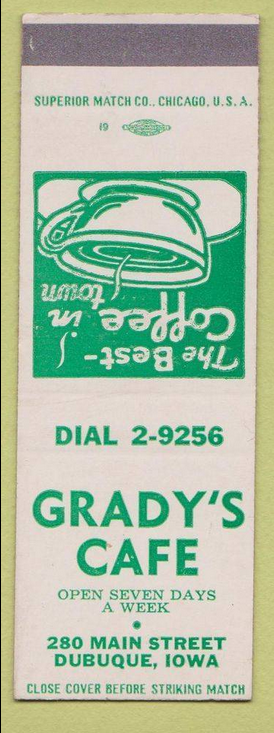 SUPERIOR MATCH CO., CHICAGO, U.S.A.
19
The Best-
Coffee in
town
DIAL 2-9256
GRADY'S
CAFE
OPEN SEVEN DAYS
A WEEK
280 MAIN STREET
DUBUQUE, IOWA
CLOSE COVER BEFORE STRIKING MATCH